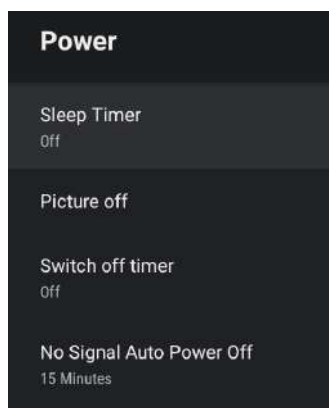 Power
Sleep Timer
Off
Picture off
Switch off timer
Off
No Signal Auto Power Off
15 Minutes